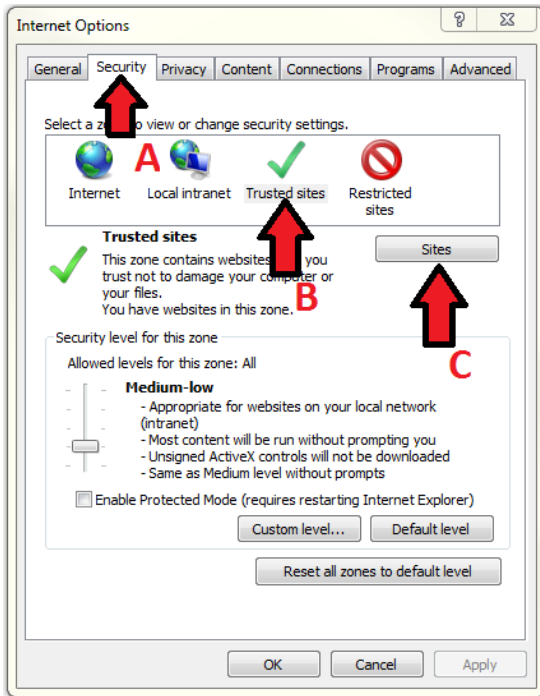 Internet Options
General Security Privacy Content Connections Programs Advanced
Select a zo to view or change security settings.
A
Internet Local intranet Trusted sites Restricted
sites
Trusted sites
Sites
This zone contains websites you
trust not to damage your computer or
your files.
B
You have websites in this zone.
C
Security level for this zone
Allowed levels for this zone: All
Medium-low
- Appropriate for websites on your local network
(intranet)
- Most content will be run without prompting you
- Unsigned ActiveX controls will not be downloaded
- Same as Medium level without prompts
Enable Protected Mode (requires restarting Internet Explorer)
Custom level... Default level
Reset all zones to default level
OK Cancel Apply